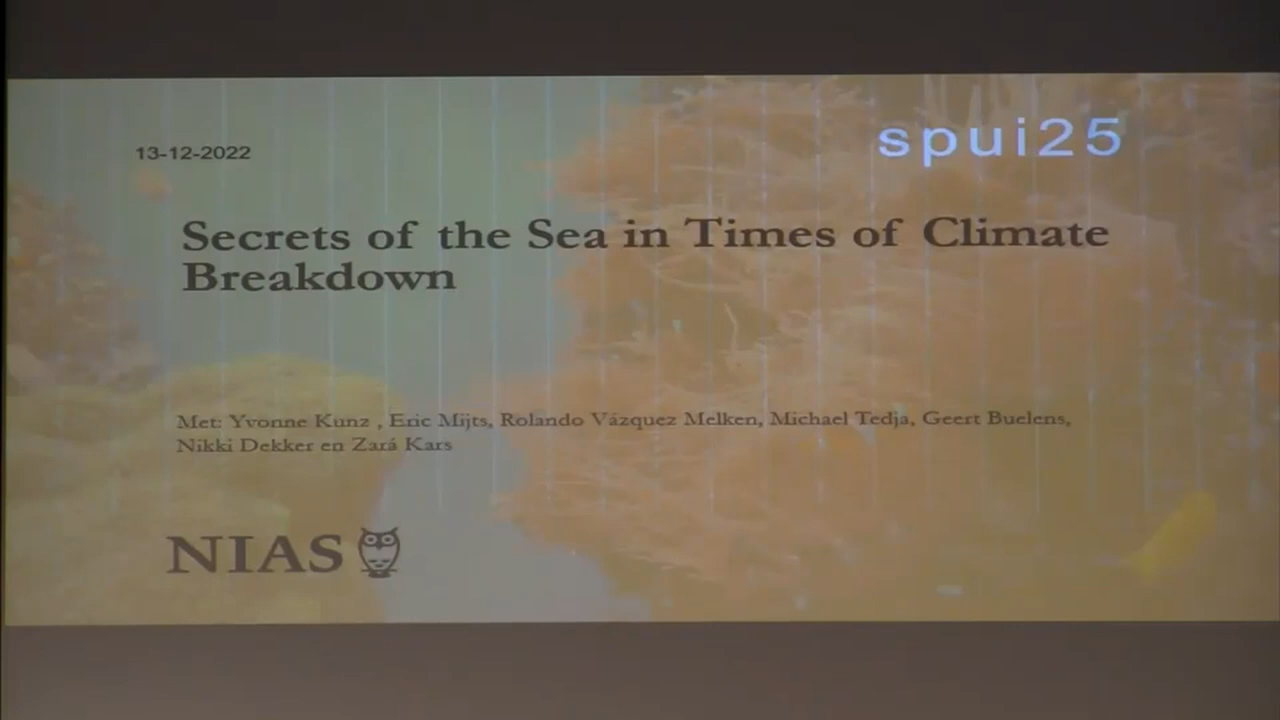 13-12-2022
spui25
Secrets of the Sea in Times of Climate
Breakdown
Met: Yvonne Kunz , Eric Mijts, Rolando Vázquez Melken, Michael Tedja, Geert Buelens,
Nikki Dekker en Zará Kars
NIAS